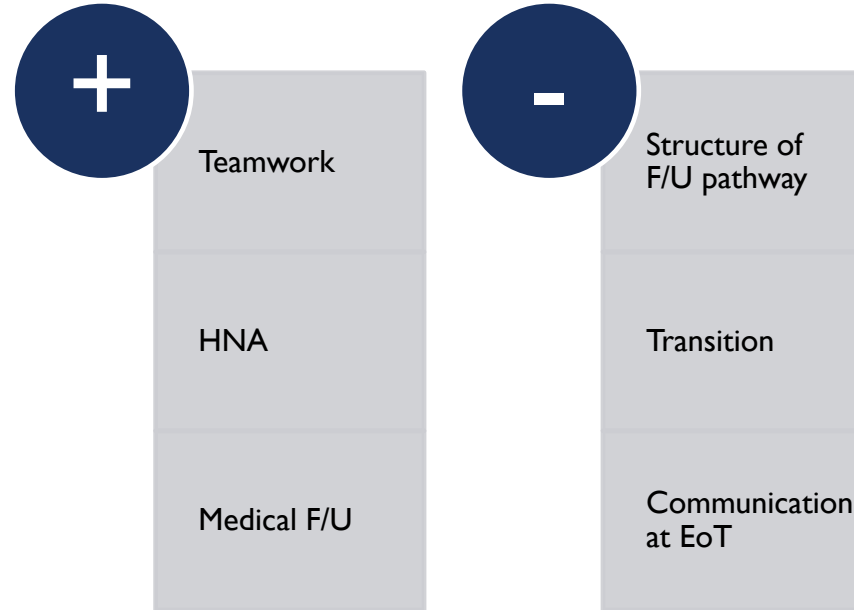 +
Teamwork
HNA
Medical F/U
-
Structure of
F/U pathway
Transition
Communication
at EoT